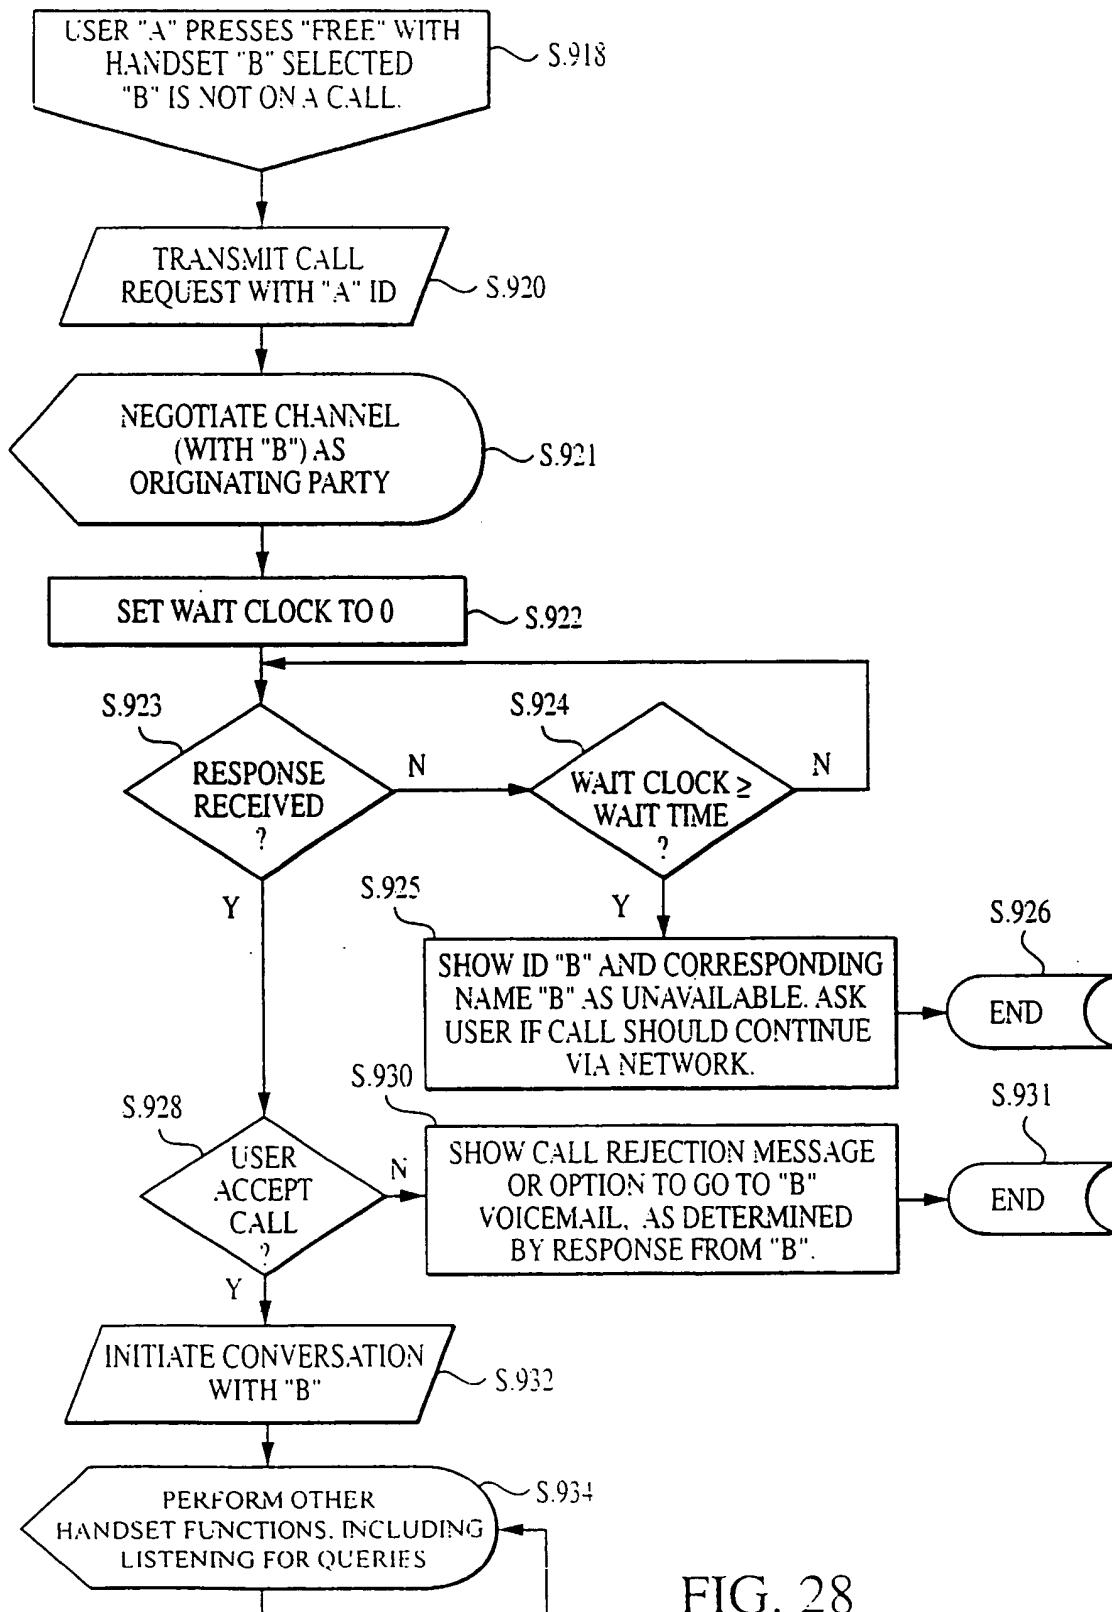 USER "A" PRESSES "FREE" WITH
HANDSET "B" SELECTED
"B" IS NOT ON A CALL.
S.918
TRANSMIT CALL
REQUEST WITH "A" ID
S.920
NEGOTIATE CHANNEL
(WITH "B") AS
ORIGINATING PARTY
S.921
SET WAIT CLOCK TO 0
S.922
S.923
RESPONSE
RECEIVED
?
N
Y
S.924
WAIT CLOCK ≥
WAIT TIME
?
N
Y
S.925
SHOW ID "B" AND CORRESPONDING
NAME "B" AS UNAVAILABLE. ASK
USER IF CALL SHOULD CONTINUE
VIA NETWORK.
S.926
END
S.928
USER
ACCEPT
CALL
?
N
Y
S.930
SHOW CALL REJECTION MESSAGE
OR OPTION TO GO TO "B"
VOICEMAIL, AS DETERMINED
BY RESPONSE FROM "B".
S.931
END
INITIATE CONVERSATION
WITH "B"
S.932
PERFORM OTHER
HANDSET FUNCTIONS, INCLUDING
LISTENING FOR QUERIES
S.934
FIG. 28